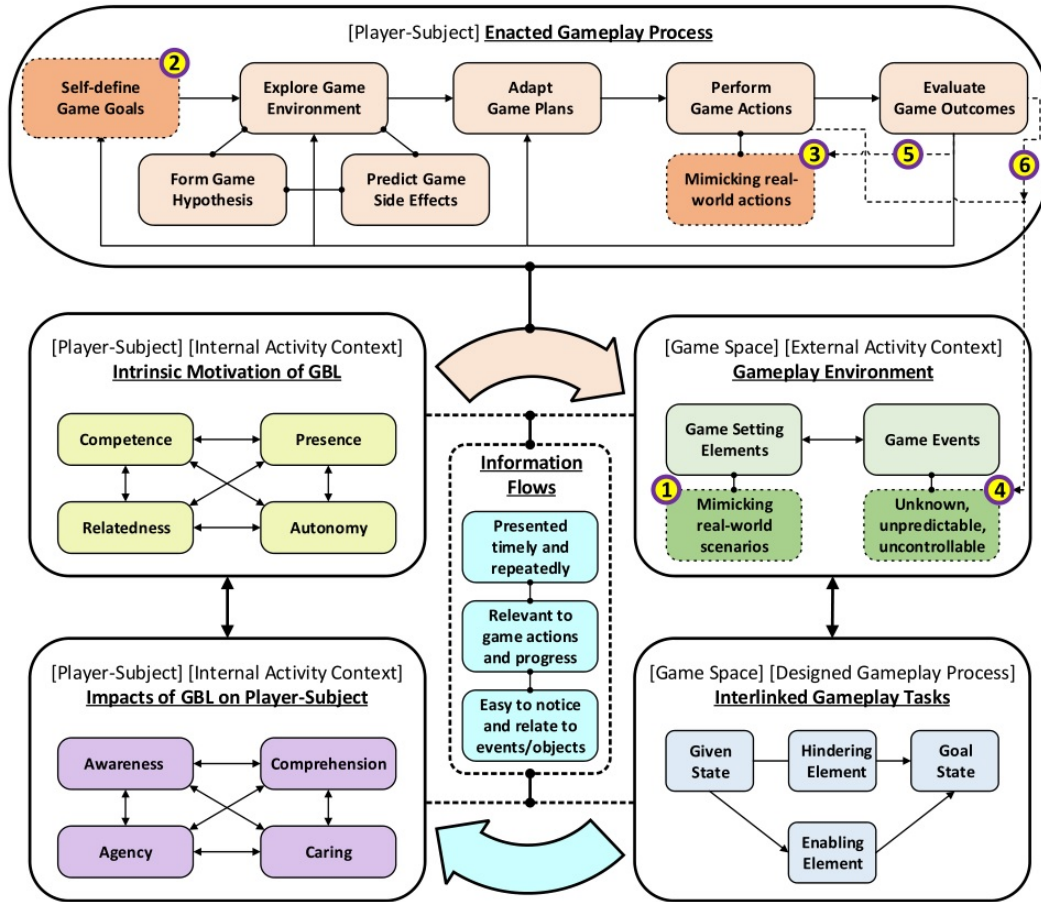 [Player-Subject] Enacted Gameplay Process
Self-define
Game Goals
2
Explore Game
Environment
Adapt
Game Plans
Perform
Game Actions
Evaluate
Game Outcomes
Form Game
Hypothesis
Predict Game
Side Effects
Mimicking real-
world actions
3
5
6
[Player-Subject] [Internal Activity Context]
Intrinsic Motivation of GBL
Competence
Presence
Relatedness
Autonomy
[Game Space] [External Activity Context]
Gameplay Environment
Game Setting
Elements
Game Events
1
Mimicking
real-world
scenarios
4
Unknown,
unpredictable,
uncontrollable
Information
Flows
Presented
timely and
repeatedly
Relevant to
game actions
and progress
Easy to notice
and relate to
events/objects
[Player-Subject] [Internal Activity Context]
Impacts of GBL on Player-Subject
Awareness
Comprehension
Agency
Caring
[Game Space] [Designed Gameplay Process]
Interlinked Gameplay Tasks
Given
State
Hindering
Element
Goal
State
Enabling
Element